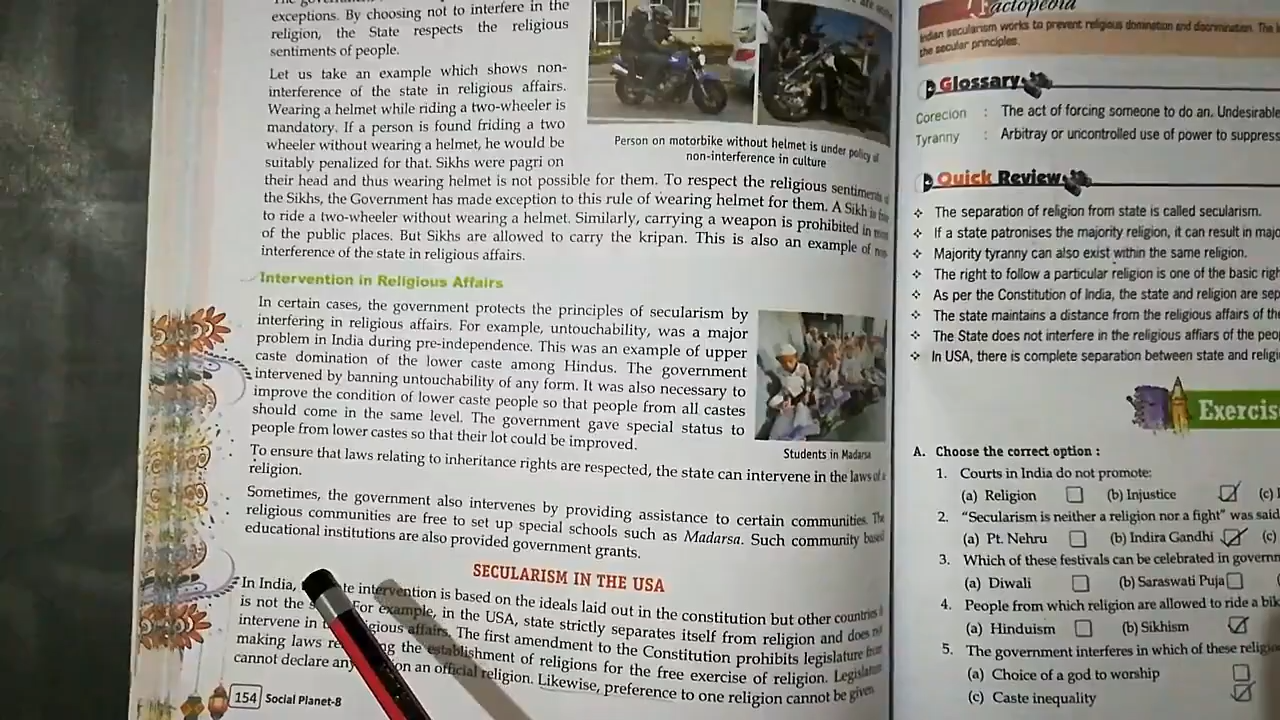 exceptions. By choosing not to interfere in the
religion, the State respects the religious
sentiments of people.
Let us take an example which shows non-
interference of the state in religious affairs.
Wearing a helmet while riding a two-wheeler is
mandatory. If a person is found friding a two
wheeler without wearing a helmet, he would be
suitably penalized for that. Sikhs were pagri on
their head and thus wearing helmet is not possible for them. To respect the religious sentiments of
the Sikhs, the Government has made exception to this rule of wearing helmet for them. A Sikh is
to ride a two-wheeler without wearing a helmet. Similarly, carrying a weapon is prohibited in
of the public places. But Sikhs are allowed to carry the kripan. This is also an example of non-
interference of the state in religious affairs.
Person on motorbike without helmet is under policy of
non-interference in culture
Intervention in Religious Affairs
In certain cases, the government protects the principles of secularism by
interfering in religious affairs. For example, untouchability, was a major
problem in India during pre-independence. This was an example of upper
caste domination of the lower caste among Hindus. The government
intervened by banning untouchability of any form. It was also necessary to
improve the condition of lower caste people so that people from all castes
should come in the same level. The government gave special status to
people from lower castes so that their lot could be improved.
Students in Madarsa
To ensure that laws relating to inheritance rights are respected, the state can intervene in the laws of a
religion.
Sometimes, the government also intervenes by providing assistance to certain communities. The
religious communities are free to set up special schools such as Madarsa. Such community based
educational institutions are also provided government grants.
SECULARISM IN THE USA
In India, intervention is based on the ideals laid out in the constitution but other countries
is not the For example, in the USA, state strictly separates itself from religion and does not
intervene in religious affairs. The first amendment to the Constitution prohibits legislature from
making laws the establishment of religions for the free exercise of religion. Legislature
cannot declare any on an official religion. Likewise, preference to one religion cannot be given
154 Social Planet-8
actopedia
Indian secularism works to prevent religious domination and discrimination. The
the secular principles.
Glossary
Corecion : The act of forcing someone to do an. Undesirable
Tyranny : Arbitray or uncontrolled use of power to suppress
Quick Review
❖ The separation of religion from state is called secularism.
❖ If a state patronises the majority religion, it can result in
❖ Majority tyranny can also exist within the same religion.
❖ The right to follow a particular religion is one of the basic
❖ As per the Constitution of India, the state and religion are
❖ The state maintains a distance from the religious affairs of
❖ The State does not interfere in the religious affiars of the
❖ In USA, there is complete separation between state and
Exercis
A. Choose the correct option :
1. Courts in India do not promote:
(a) Religion (b) Injustice (c)
2. "Secularism is neither a religion nor a fight" was said
(a) Pt. Nehru (b) Indira Gandhi (c)
3. Which of these festivals can be celebrated in
(a) Diwali (b) Saraswati Puja
4. People from which religion are allowed to ride a
(a) Hinduism (b) Sikhism
5. The government interferes in which of these
(a) Choice of a god to worship
(c) Caste inequality